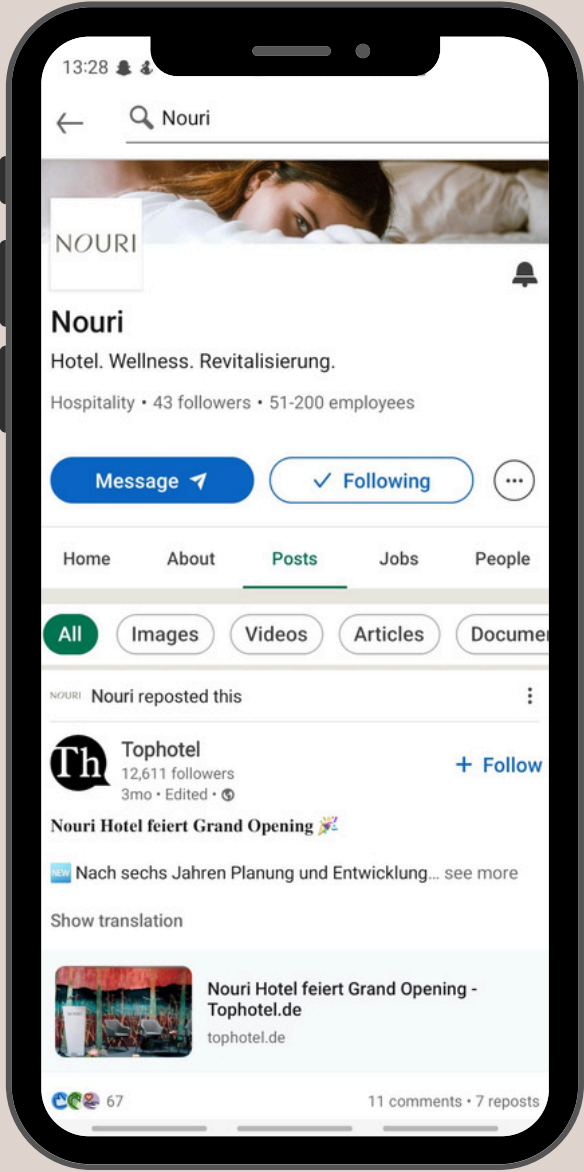 13:28
Nouri
NOURI
Nouri
Hotel. Wellness. Revitalisierung.
Hospitality • 43 followers • 51-200 employees
Message
Following
Home About Posts Jobs People
All Images Videos Articles Documen
NOURI Nouri reposted this
Th
Tophotel
12,611 followers
+ Follow
3mo • Edited •
Nouri Hotel feiert Grand Opening 🎉
🆕 Nach sechs Jahren Planung und Entwicklung... see more
Show translation
Nouri Hotel feiert Grand Opening -
Tophotel.de
tophotel.de
67
11 comments • 7 reposts